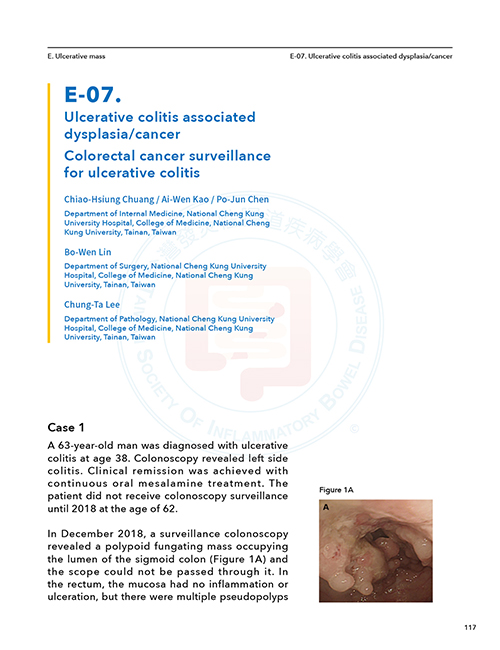 E. Ulcerative mass
E-07. Ulcerative colitis associated dysplasia/cancer
E-07.
Ulcerative colitis associated
dysplasia/cancer
Colorectal cancer surveillance
for ulcerative colitis
Chiao-Hsiung Chuang / Ai-Wen Kao / Po-Jun Chen
Department of Internal Medicine, National Cheng Kung
University Hospital, College of Medicine, National Cheng
Kung University, Tainan, Taiwan
Bo-Wen Lin
Department of Surgery, National Cheng Kung University
Hospital, College of Medicine, National Cheng Kung
University, Tainan, Taiwan
Chung-Ta Lee
Department of Pathology, National Cheng Kung University
Hospital, College of Medicine, National Cheng Kung
University, Tainan, Taiwan
SOCIETY OF INFLAMMATORY BOWEL DISEASE
®
Case 1
A 63-year-old man was diagnosed with ulcerative
colitis at age 38. Colonoscopy revealed left side
colitis. Clinical remission was achieved with
continuous oral mesalamine treatment. The
patient did not receive colonoscopy surveillance
until 2018 at the age of 62.
In December 2018, a surveillance colonoscopy
revealed a polypoid fungating mass occupying
the lumen of the sigmoid colon (Figure 1A) and
the scope could not be passed through it. In
the rectum, the mucosa had no inflammation or
ulceration, but there were multiple pseudopolyps
Figure 1A
A
117